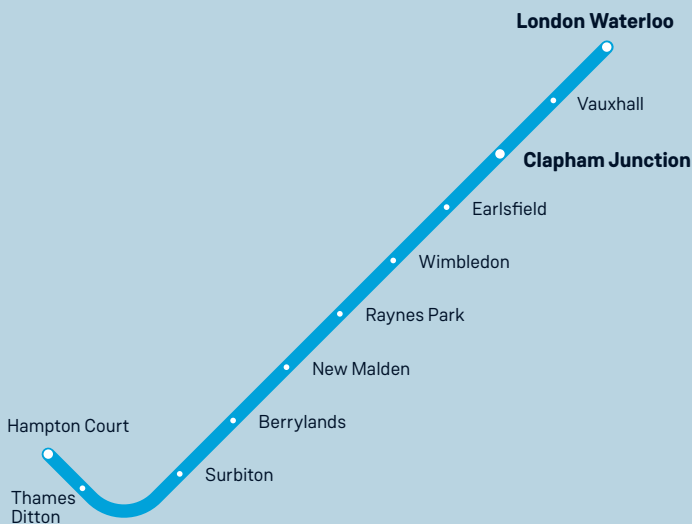 London Waterloo
Vauxhall
Clapham Junction
Earlsfield
Wimbledon
Raynes Park
New Malden
Berrylands
Hampton Court
Surbiton
Thames
Ditton